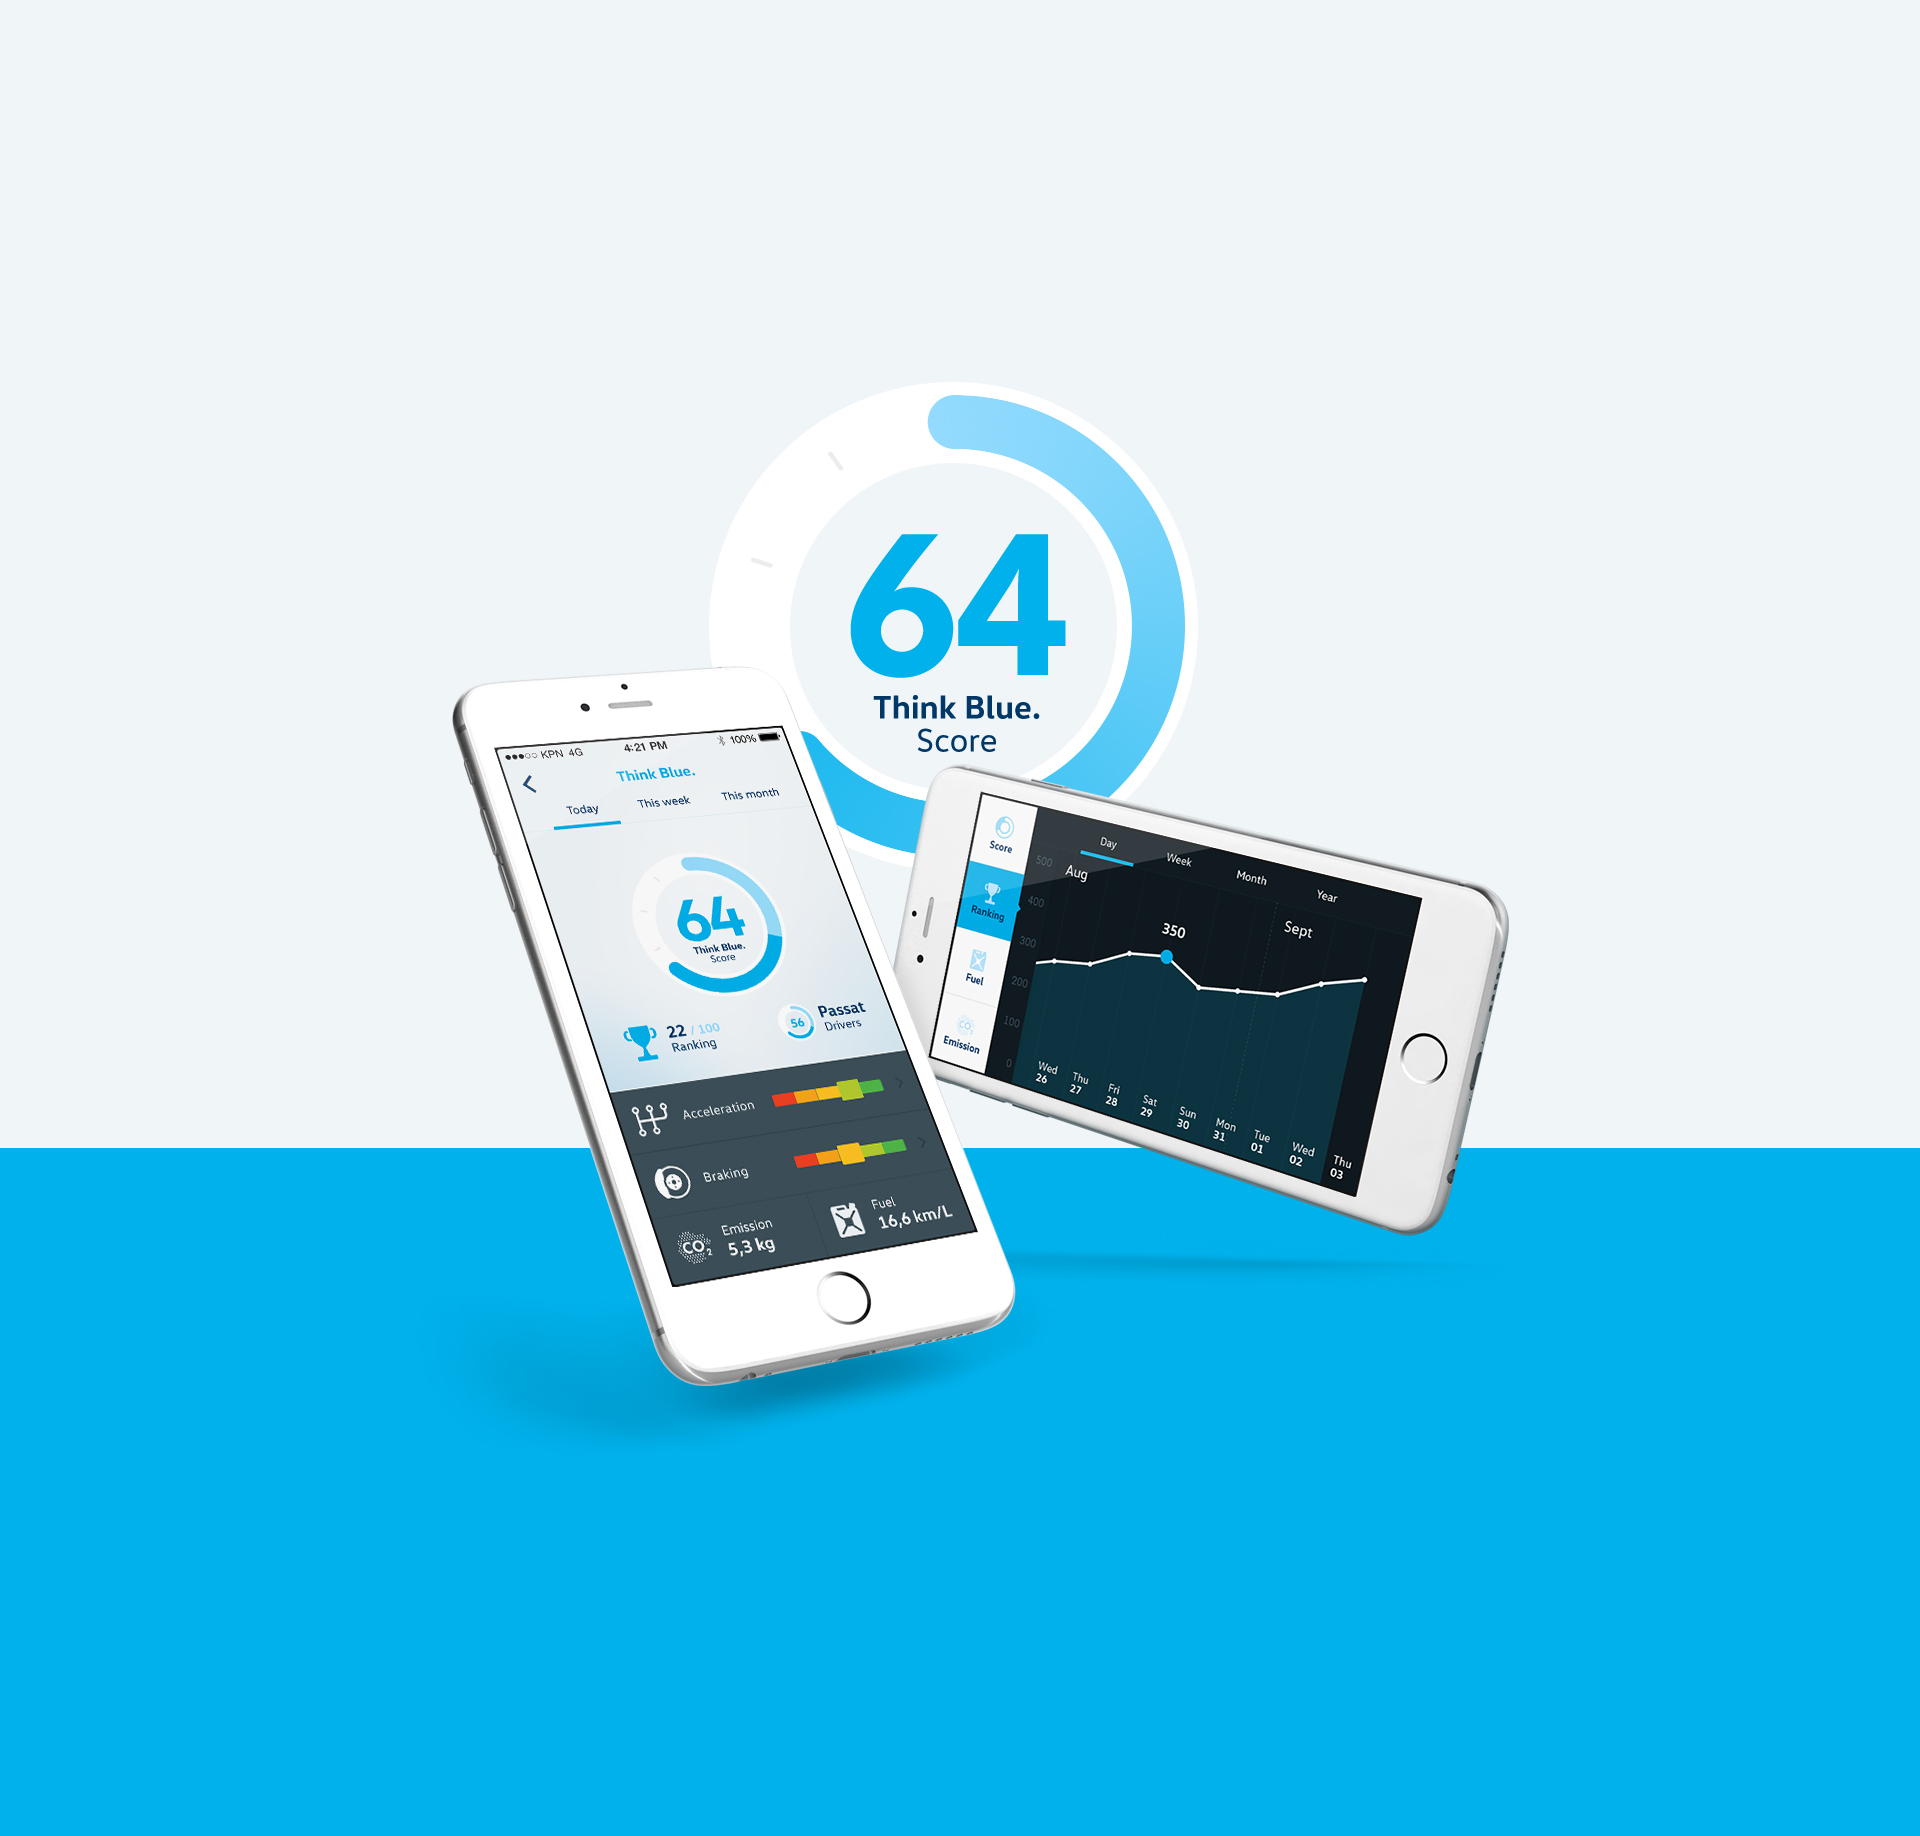 64
Think Blue.
Score
●●●○○ KPN 4G 4:21 PM 100%
Think Blue.
Today This week This month
64
Think Blue.
Score
22 / 100
Ranking
56
Passat
Drivers
Acceleration
Braking
CO2
Emission
5,3 kg
Fuel
16,6 km/L
Score
Ranking
Fuel
CO2
Emission
Day Week Month Year
Aug
Sept
500
400
300
200
100
0
350
Wed
26
Thu
27
Fri
28
Sat
29
Sun
30
Mon
31
Tue
01
Wed
02
Thu
03